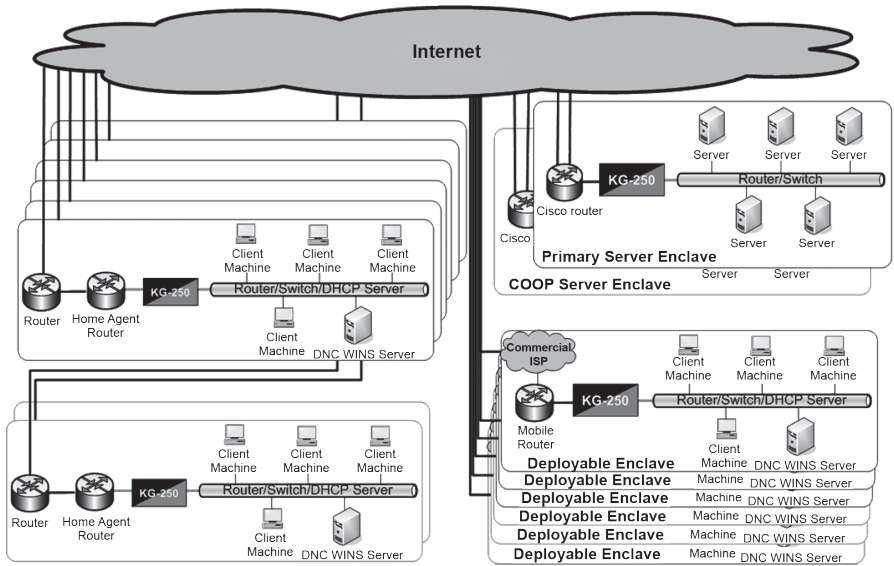 Internet
Server
Server
Server
KG-250
Router/Switch
Cisco router
Cisco
Server
Server
Primary Server Enclave
Server
Server
COOP Server Enclave
Client
Machine
Client
Machine
Client
Machine
KG-250
Router/Switch/DHCP Server
Router
Home Agent
Router
Client
Machine
DNC WINS Server
Commercial
ISP
Client
Machine
Client
Machine
Client
Machine
KG-250
Router/Switch/DHCP Server
Mobile
Router
Client
Machine
DNC WINS Server
Deployable Enclave
Deployable Enclave
Machine
DNC WINS Server
Deployable Enclave
Machine
DNC WINS Server
Deployable Enclave
Machine
DNC WINS Server
Deployable Enclave
Machine
DNC WINS Server
Deployable Enclave
Machine
DNC WINS Server
Client
Machine
Client
Machine
Client
Machine
KG-250
Router/Switch/DHCP Server
Router
Home Agent
Router
Client
Machine
DNC WINS Server